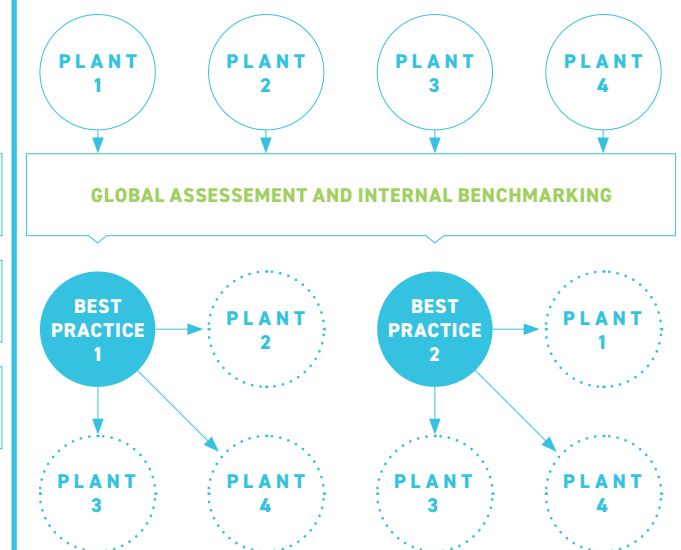 PLANT
1
PLANT
2
PLANT
3
PLANT
4
GLOBAL ASSESSEMENT AND INTERNAL BENCHMARKING
BEST
PRACTICE
1
PLANT
2
BEST
PRACTICE
2
PLANT
1
PLANT
3
PLANT
4
PLANT
3
PLANT
4